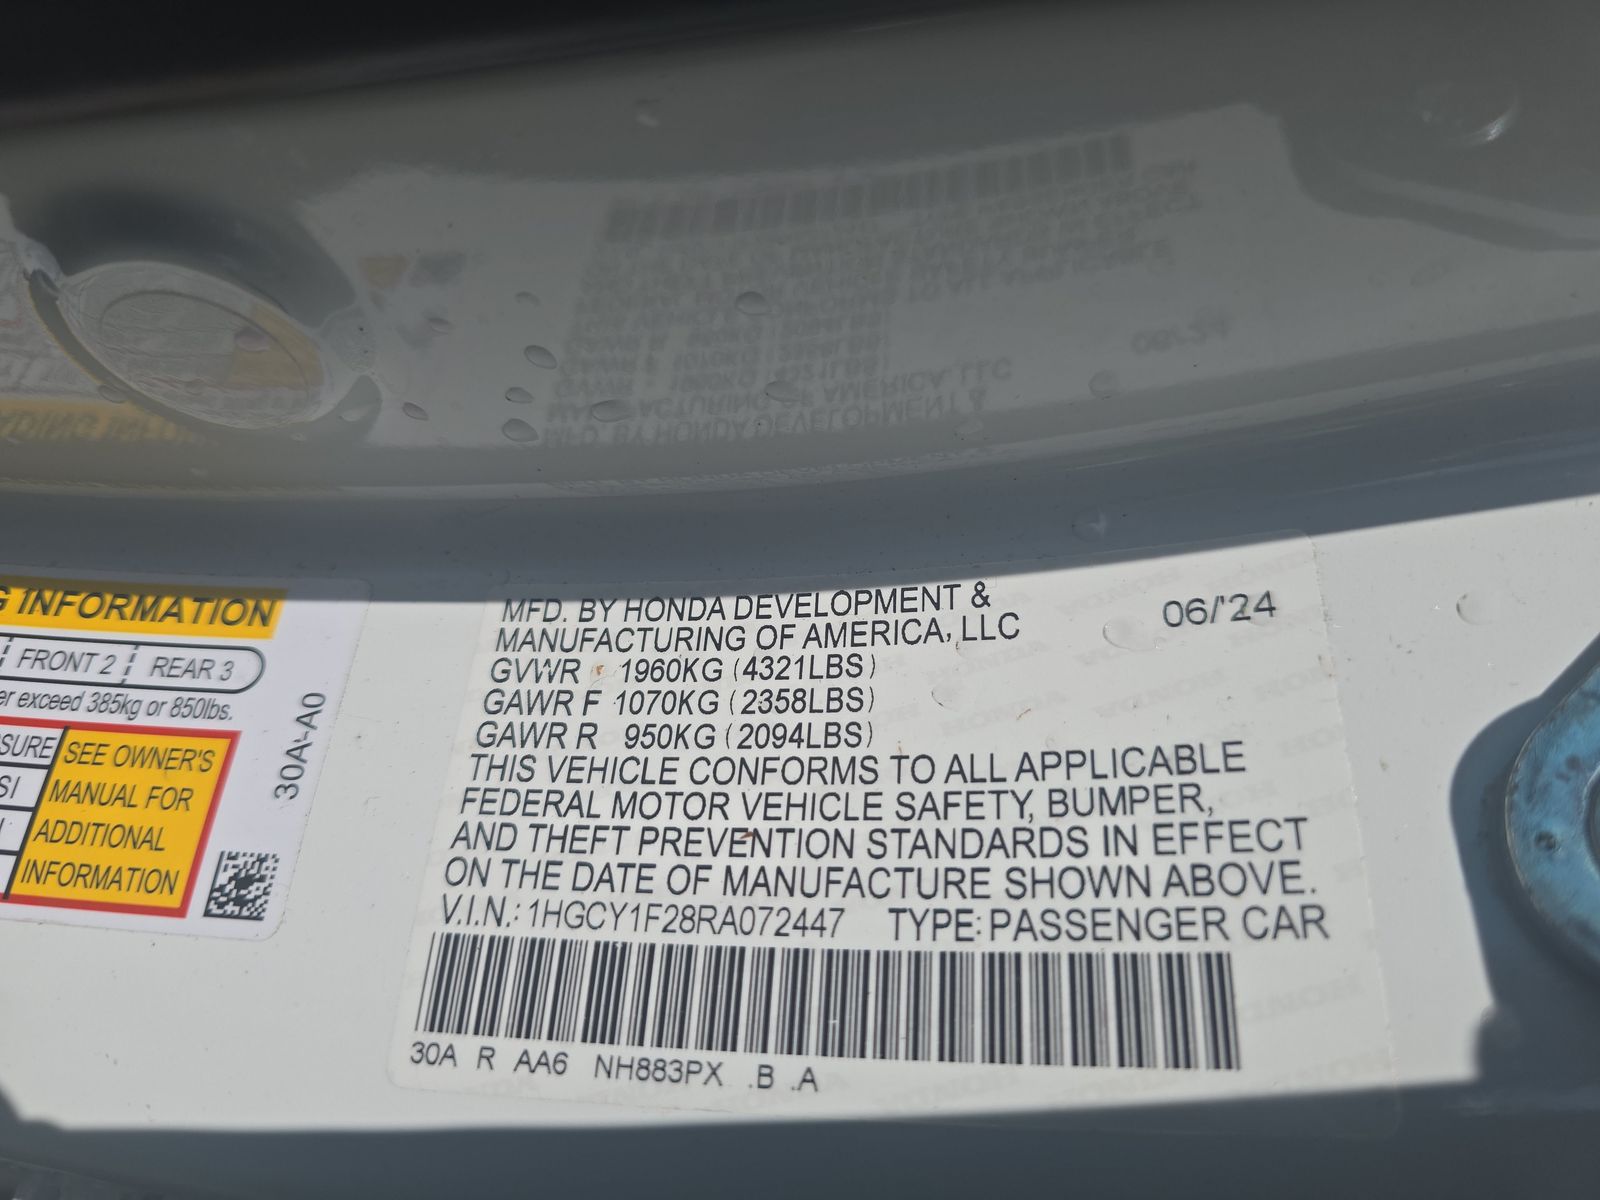 G INFORMATION
FRONT 2
REAR 3
er exceed 385kg or 850lbs.
SURE
SI
SEE OWNER'S
MANUAL FOR
ADDITIONAL
INFORMATION
30A-A0
MFD. BY HONDA DEVELOPMENT &
MANUFACTURING OF AMERICA, LLC
06/'24
GVWR 1960KG (4321LBS)
GAWR F 1070KG (2358LBS)
GAWR R 950KG (2094LBS)
THIS VEHICLE CONFORMS TO ALL APPLICABLE
FEDERAL MOTOR VEHICLE SAFETY, BUMPER,
AND THEFT PREVENTION STANDARDS IN EFFECT
ON THE DATE OF MANUFACTURE SHOWN ABOVE.
V.I.N.: 1HGCY1F28RA072447 TYPE: PASSENGER CAR
30A R AA6 NH883PX .B .A